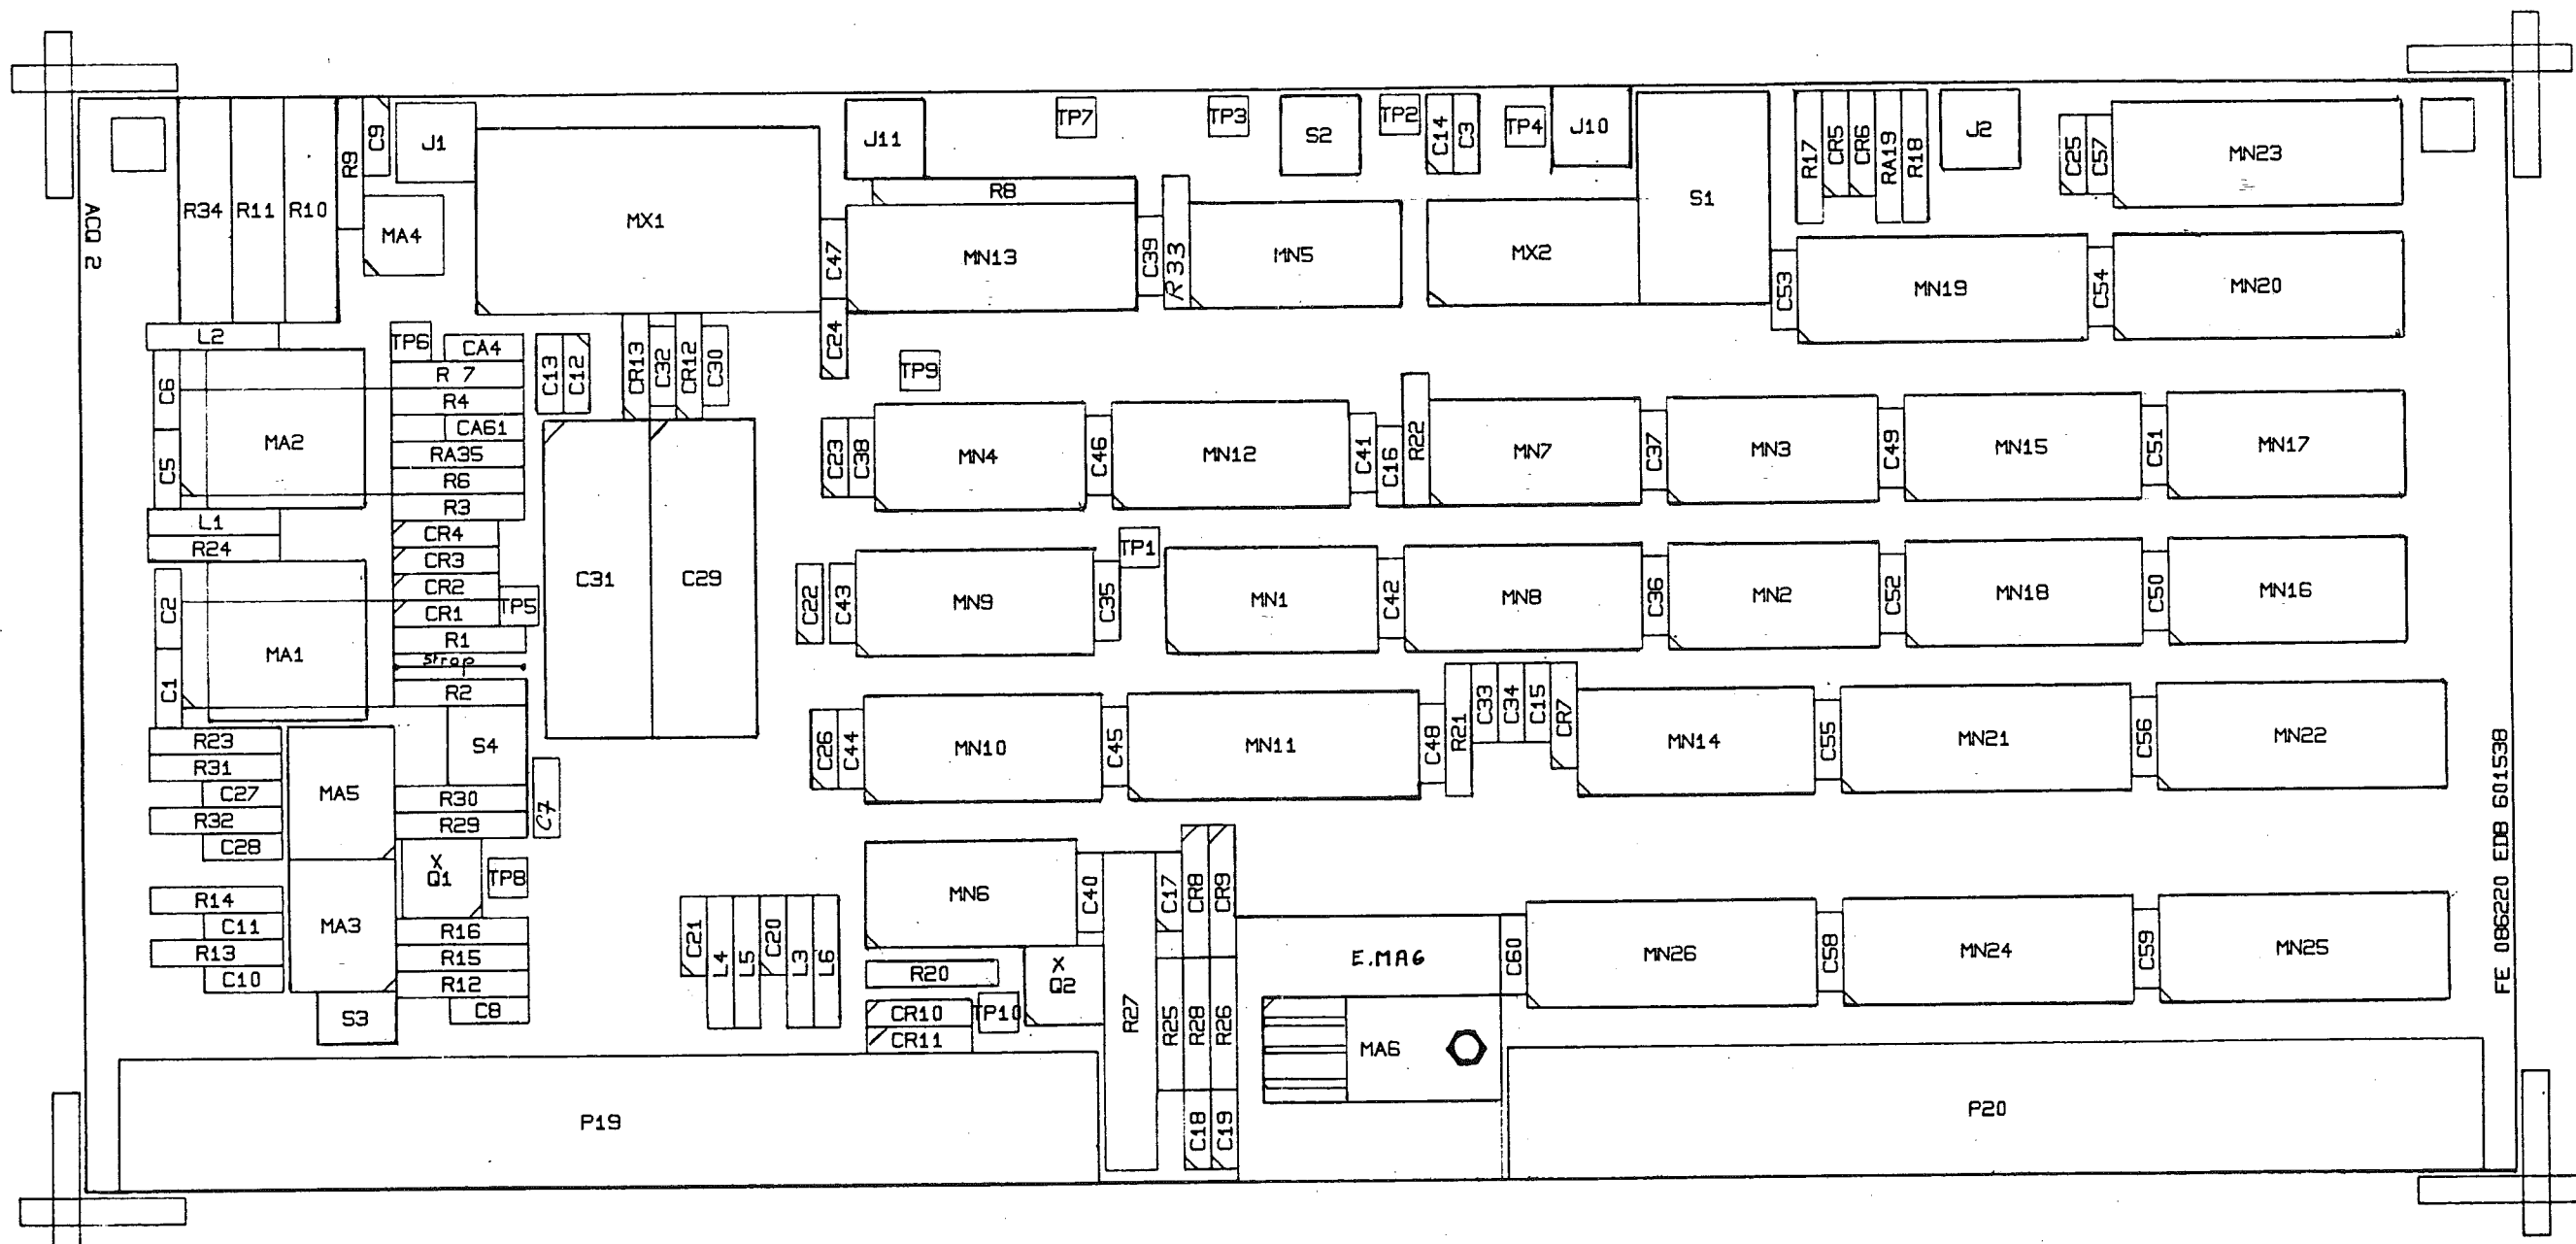 ACQ 2
R34
R11
R10
R9
C9
J1
MA4
MX1
J11
R8
TP7
TP3
S2
TP2
C14
C3
TP4
J10
S1
R17
CR5
CR6
RA19
R18
J2
C25
C57
MN23
C47
C24
MN13
C39
R33
MN5
MX2
C53
MN19
C54
MN20
L2
TP6
CA4
R 7
R4
CA61
RA35
R6
R3
C6
C5
MA2
C13
C12
CR13
C32
CR12
C30
TP9
C23
C38
MN4
C46
MN12
C41
C16
R22
MN7
C37
MN3
C49
MN15
C51
MN17
L1
R24
CR4
CR3
CR2
CR1
TP5
R1
Strap
R2
C2
C1
MA1
C31
C29
C22
C43
MN9
C35
TP1
MN1
C42
MN8
C36
MN2
C52
MN18
C50
MN16
R23
R31
C27
R32
C28
MA5
S4
R30
R29
C7
C26
C44
MN10
C45
MN11
C48
R21
C33
C34
C15
CR7
MN14
C55
MN21
C56
MN22
R14
C11
R13
C10
MA3
X
Q1
TP8
R16
R15
R12
C8
S3
C21
L4
L5
C20
L3
L6
MN6
C40
R20
CR10
CR11
TP10
X
Q2
R27
C17
CR8
CR9
R25
R28
R26
C18
C19
E.MA6
MA6
C60
MN26
C58
MN24
C59
MN25
P19
P20
FE 086220 EDB 601538